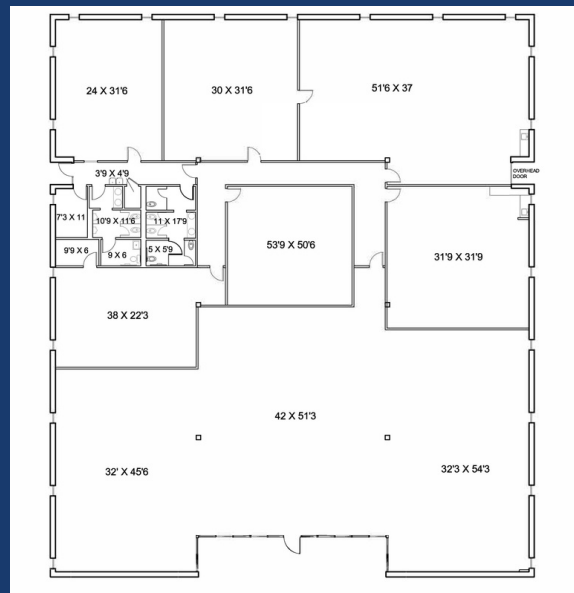 24 X 31'6
30 X 31'6
51'6 X 37
3'9 X 4'9
OVERHEAD
DOOR
7'3 X 11
10'9 X 11'6
11 X 17'9
9'9 X 6
9 X 6
5 X 5'9
53'9 X 50'6
31'9 X 31'9
38 X 22'3
42 X 51'3
32' X 45'6
32'3 X 54'3